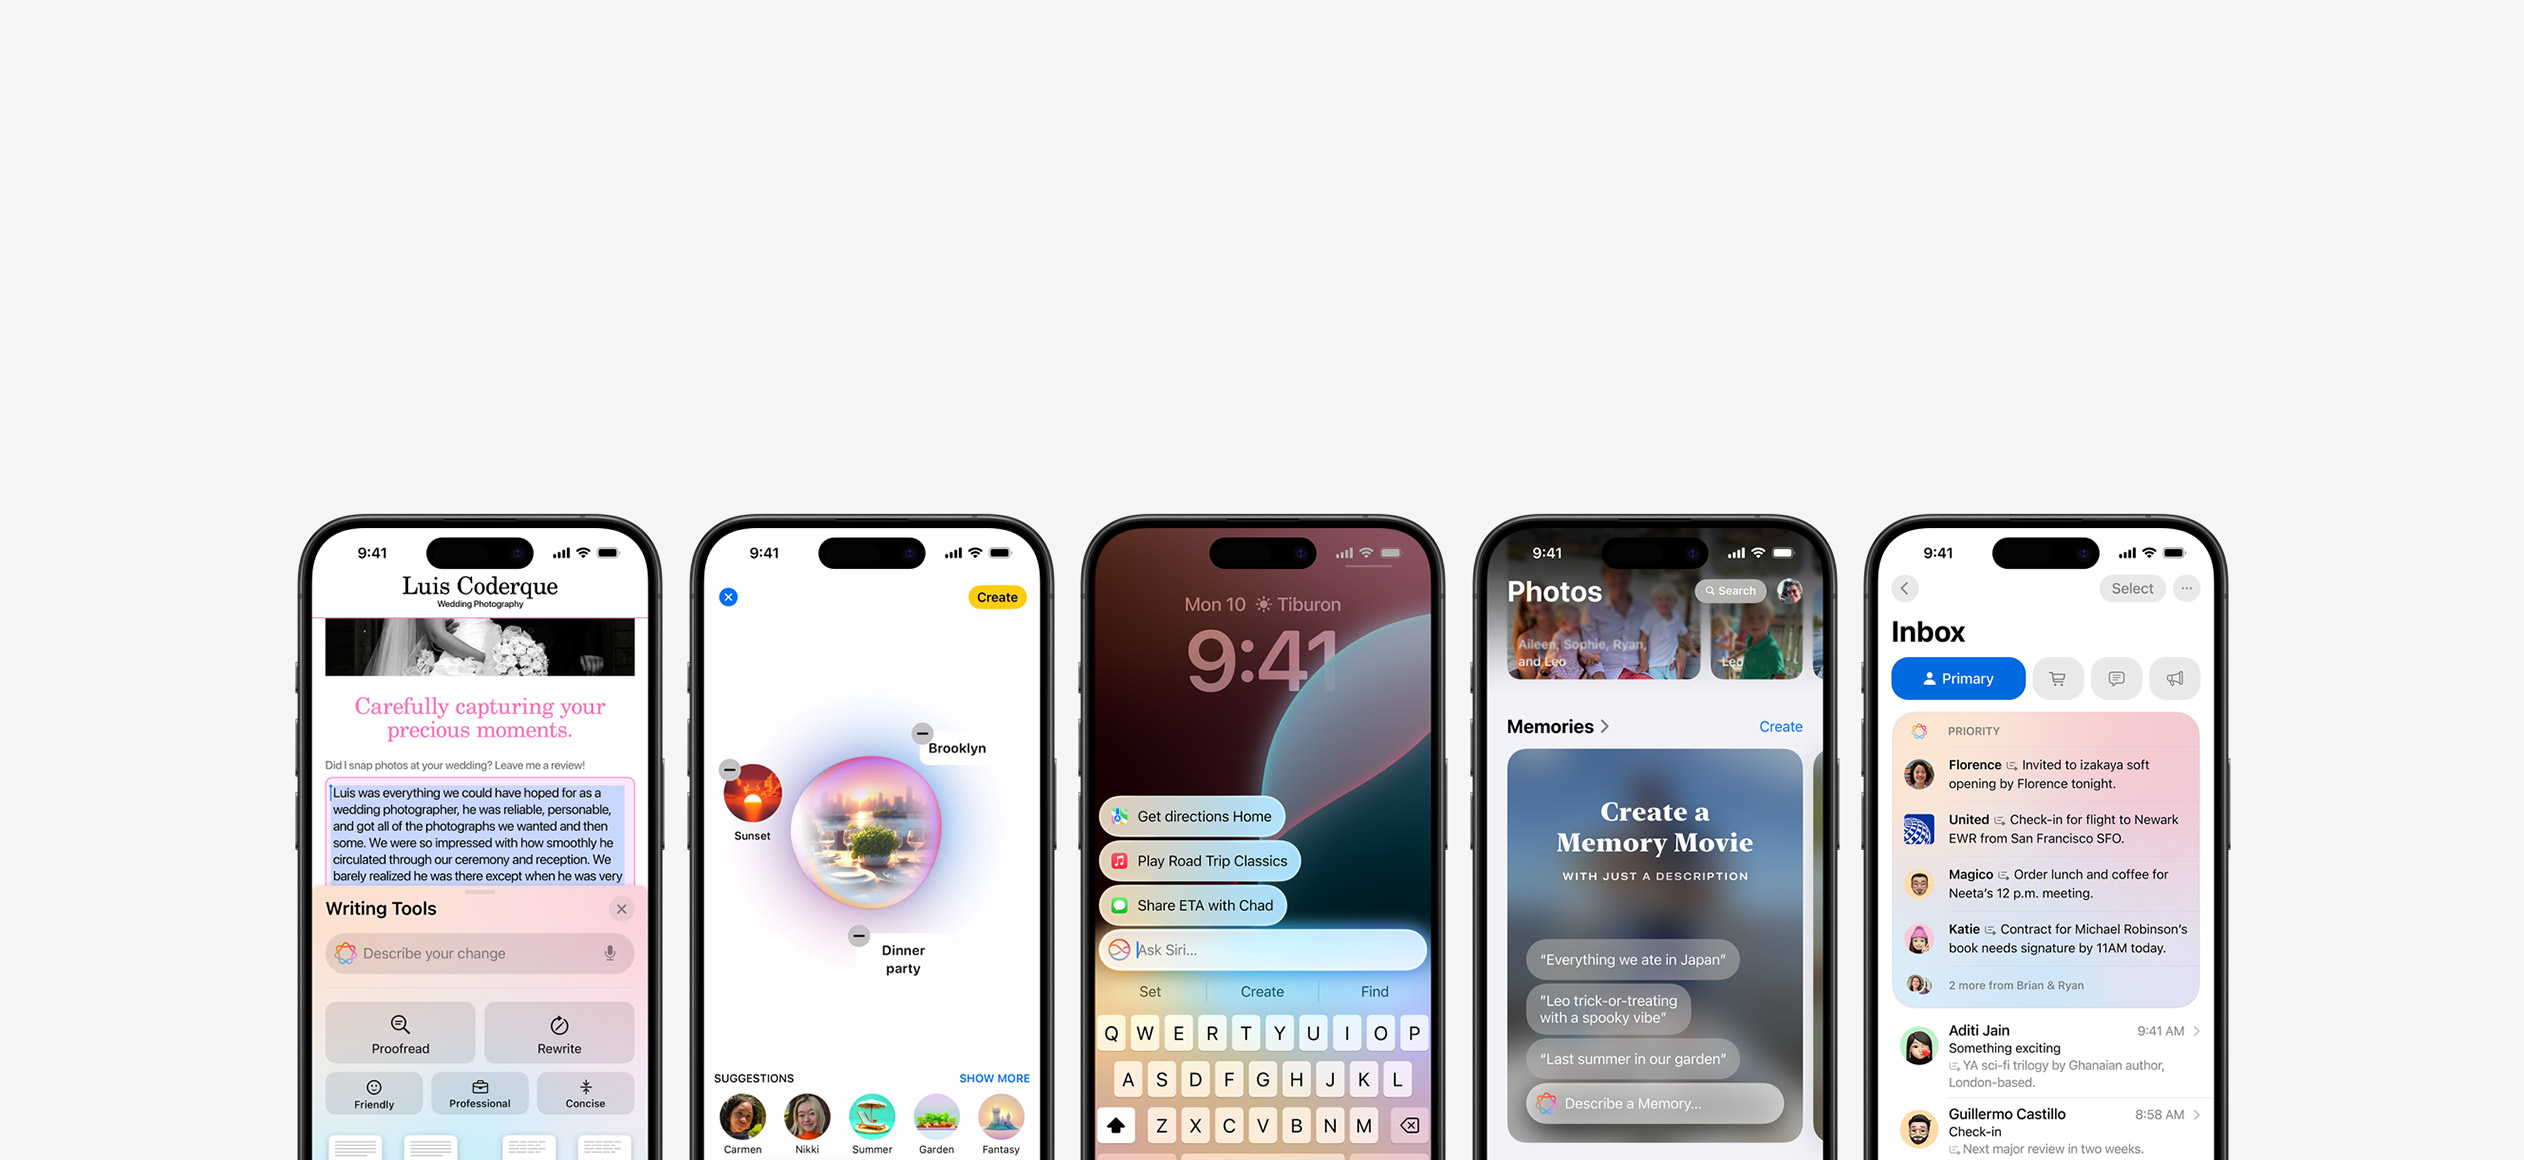 9:41
Luis Coderque
Wedding Photography
Carefully capturing your
precious moments.
Did I snap photos at your wedding? Leave me a review!
Luis was everything we could have hoped for as a
wedding photographer, he was reliable, personable,
and got all of the photographs we wanted and then
some. We were so impressed with how smoothly he
circulated through our ceremony and reception. We
barely realized he was there except when he was very
Writing Tools
Describe your change
Proofread
Rewrite
Friendly
Professional
Concise
9:41
Create
Brooklyn
Sunset
Dinner
party
SUGGESTIONS
SHOW MORE
Carmen
Nikki
Summer
Garden
Fantasy
Mon 10 Tiburon
9:41
Get directions Home
Play Road Trip Classics
Share ETA with Chad
Ask Siri...
Set
Create
Find
Q W E R T Y U I O P
A S D F G H J K L
Z X C V B N M
9:41
Photos
Search
Aileen, Sophie, Ryan,
and Leo
Leo
Memories
Create
Create a
Memory Movie
WITH JUST A DESCRIPTION
“Everything we ate in Japan”
"Leo trick-or-treating
with a spooky vibe”
“Last summer in our garden”
Describe a Memory...
9:41
Select
Inbox
Primary
PRIORITY
Florence Invited to izakaya soft
opening by Florence tonight.
United Check-in for flight to Newark
EWR from San Francisco SFO.
Magico Order lunch and coffee for
Neeta’s 12 p.m. meeting.
Katie Contract for Michael Robinson’s
book needs signature by 11AM today.
2 more from Brian & Ryan
Aditi Jain 9:41 AM
Something exciting
YA sci-fi trilogy by Ghanaian author,
London-based.
Guillermo Castillo 8:58 AM
Check-in
Next major review in two weeks.